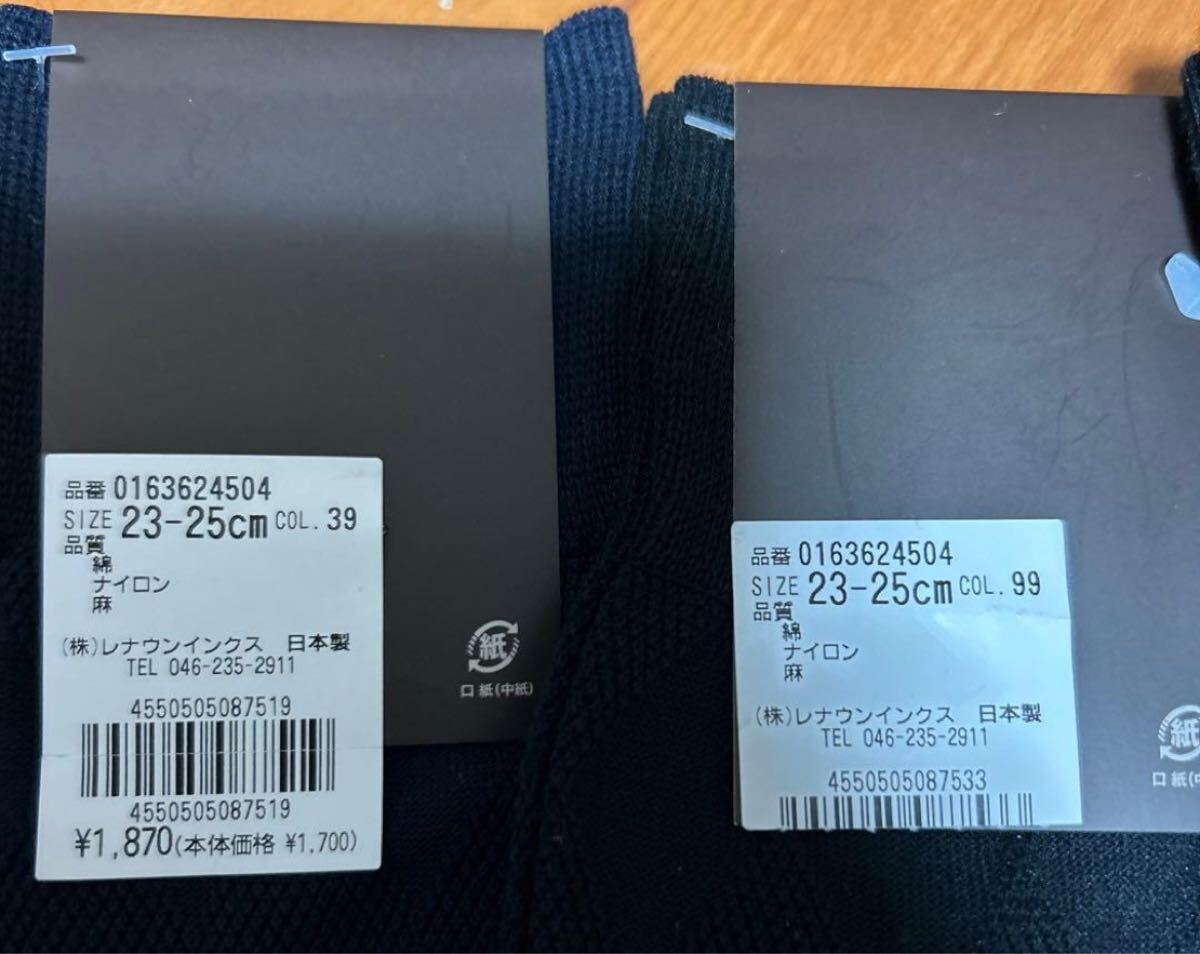 品番 0163624504
SIZE 23-25cm COL. 39
品質
綿
ナイロン
麻
(株)レナウンインクス 日本製
TEL 046-235-2911
4550505087519
4550505087519
¥1,870(本体価格 ¥1,700)
紙
口 紙(中紙)
品番 0163624504
SIZE 23-25cm COL. 99
品質
綿
ナイロン
麻
(株)レナウンインクス 日本製
TEL 046-235-2911
4550505087533
紙
口 紙(